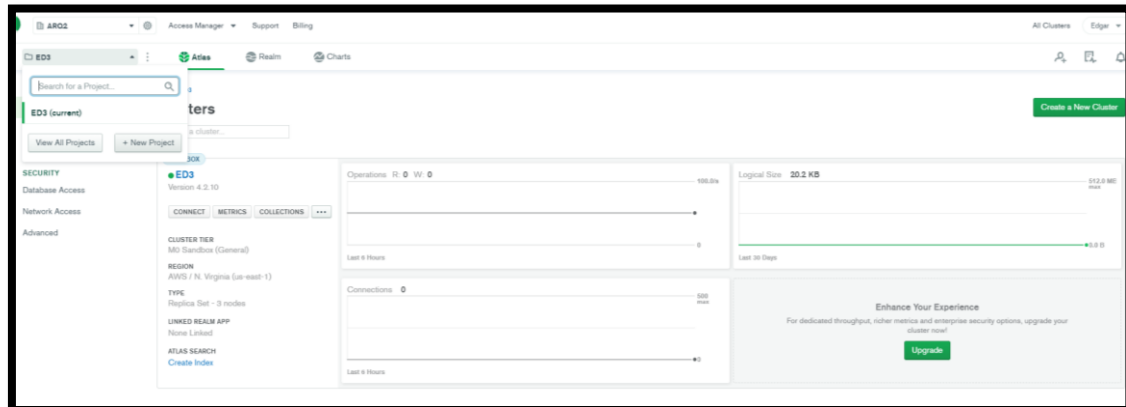 ARQ2 Access Manager Support Billing All Clusters Edgar
ED3 Atlas Realm Charts
Search for a Project...
ED3 (current)
View All Projects + New Project
ters
a cluster...
Create a New Cluster
SECURITY
Database Access
Network Access
Advanced
BOX
ED3
Version 4.2.10
CONNECT METRICS COLLECTIONS ...
CLUSTER TIER
M0 Sandbox (General)
REGION
AWS / N. Virginia (us-east-1)
TYPE
Replica Set - 3 nodes
LINKED REALM APP
None Linked
ATLAS SEARCH
Create Index
Operations R: 0 W: 0
100.0/s
0
Last 6 Hours
Logical Size 20.2 KB
512.0 MB
max
0.0 B
Last 30 Days
Connections 0
500
max
0
Last 6 Hours
Enhance Your Experience
For dedicated throughput, richer metrics and enterprise security options, upgrade your
cluster now!
Upgrade